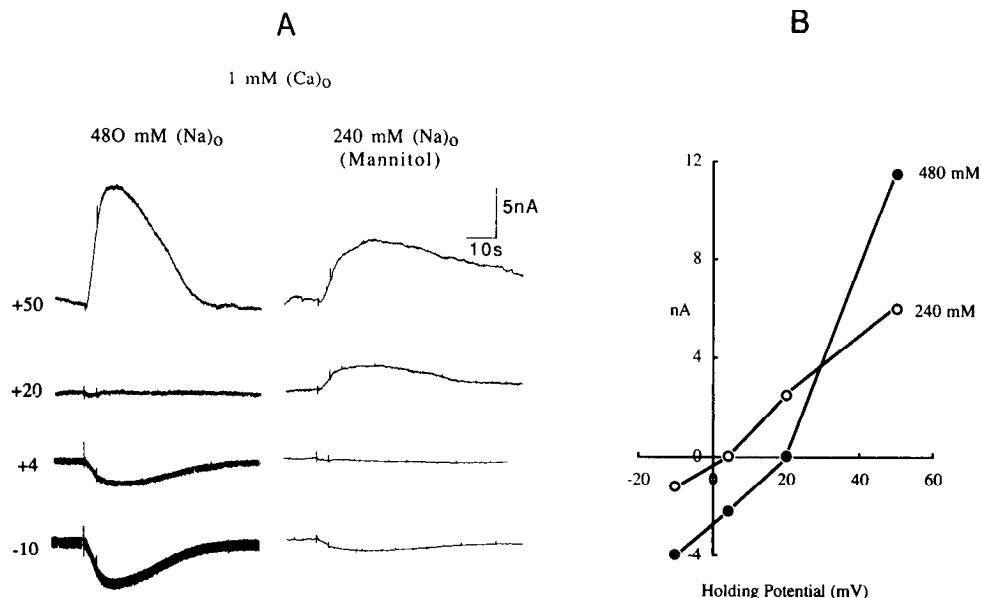 A
1 mM (Ca)o
48O mM (Na)o
240 mM (Na)o
(Mannitol)
5nA
10s
+50
+20
+4
-10
B
12
8
4
0
-4
nA
-20
0
20
40
60
480 mM
240 mM
Holding Potential (mV)